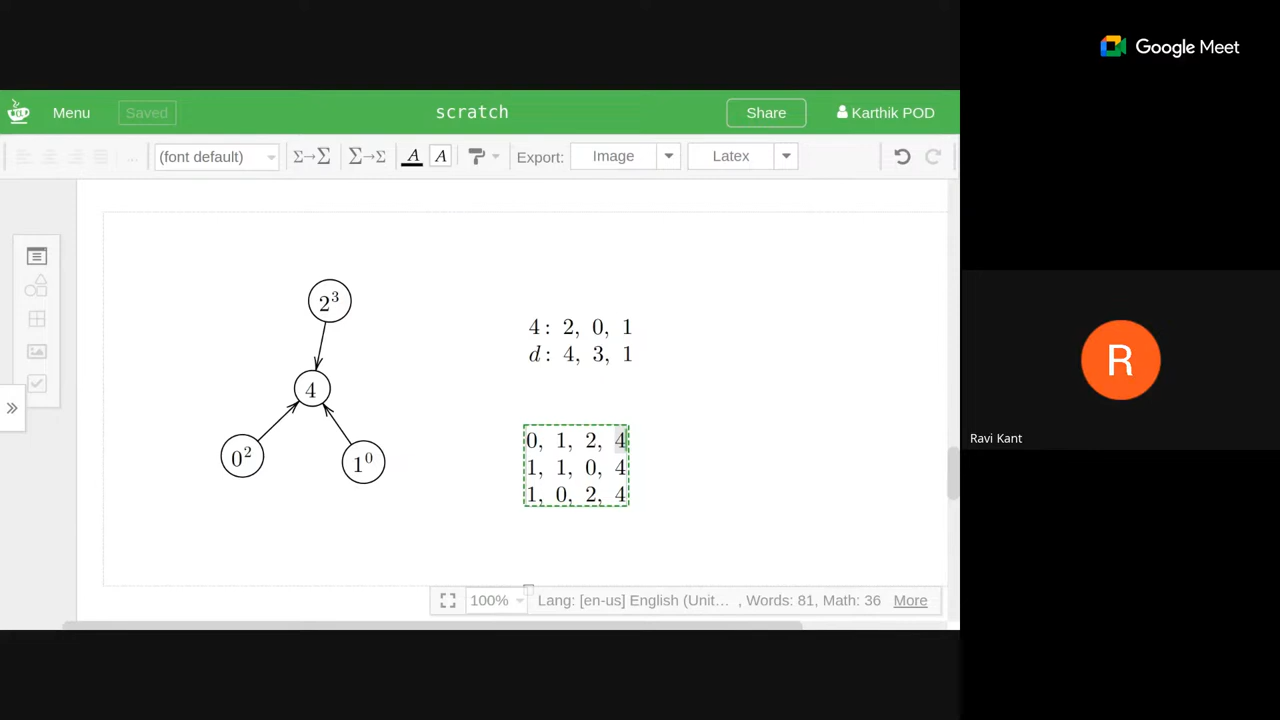 Google Meet
Menu
Saved
scratch
Share
Karthik POD
...
(font default)
Σ→Σ
Σ→Σ
A
A
Export:
Image
Latex
2³
4
0²
1⁰
4 : 2, 0, 1
d : 4, 3, 1
0, 1, 2, 4
1, 1, 0, 4
1, 0, 2, 4
100%
Lang: [en-us] English (Unit... , Words: 81, Math: 36
More
R
Ravi Kant